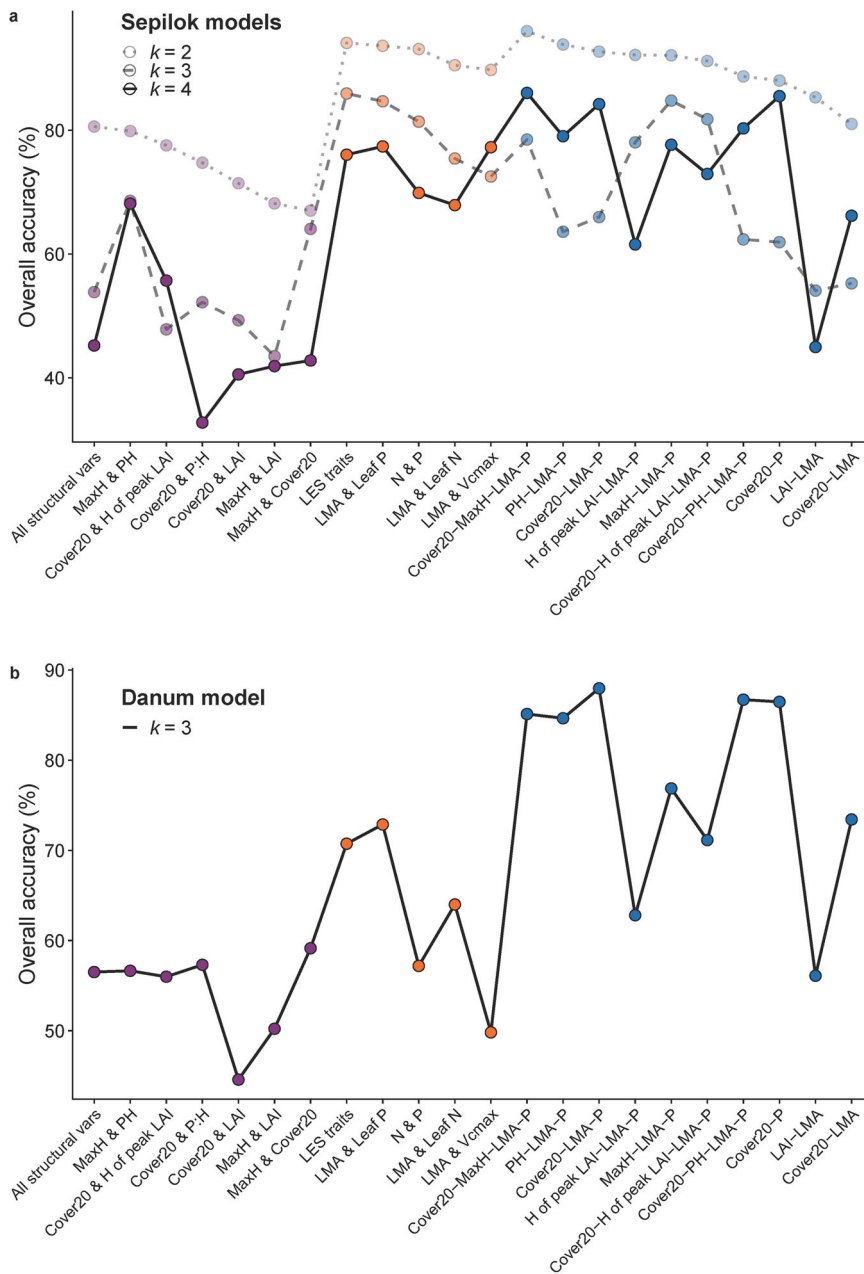 a
Sepilok models
k = 2
k = 3
k = 4
Overall accuracy (%)
80
60
40
All structural vars
MaxH & PH
Cover20 & H of peak LAI
Cover20 & P:H
Cover20 & LAI
MaxH & LAI
MaxH & Cover20
LES traits
LMA & Leaf P
N & P
LMA & Leaf N
LMA & Vcmax
Cover20–MaxH–LMA–P
PH–LMA–P
Cover20–LMA–P
H of peak LAI–LMA–P
MaxH–LMA–P
Cover20–H of peak LAI–LMA–P
Cover20–PH–LMA–P
Cover20–P
LAI–LMA
Cover20–LMA
b
Danum model
k = 3
Overall accuracy (%)
90
80
70
60
50
All structural vars
MaxH & PH
Cover20 & H of peak LAI
Cover20 & P:H
Cover20 & LAI
MaxH & LAI
MaxH & Cover20
LES traits
LMA & Leaf P
N & P
LMA & Leaf N
LMA & Vcmax
Cover20–MaxH–LMA–P
PH–LMA–P
Cover20–LMA–P
H of peak LAI–LMA–P
MaxH–LMA–P
Cover20–H of peak LAI–LMA–P
Cover20–PH–LMA–P
Cover20–P
LAI–LMA
Cover20–LMA